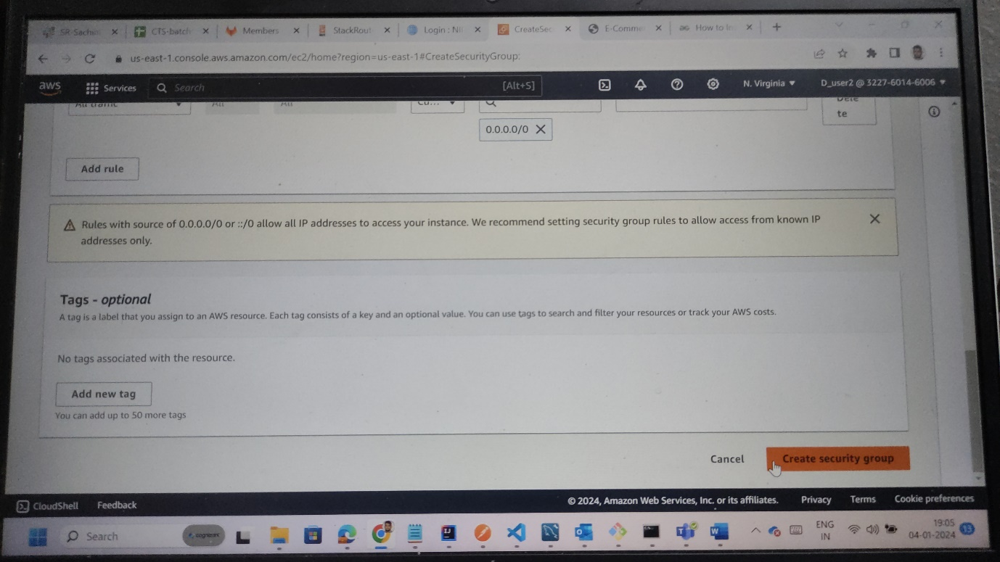 SR-Sachin
CTS-batch
Members
StackRout
Login : NII
CreateSec
E-Comme
How to In
us-east-1.console.aws.amazon.com/ec2/home?region=us-east-1#CreateSecurityGroup:
aws
Services
Search
[Alt+S]
N. Virginia
D_user2 @ 3227-6014-6006
All traffic
All
All
Cu...
Dele
te
0.0.0.0/0
Add rule
Rules with source of 0.0.0.0/0 or ::/0 allow all IP addresses to access your instance. We recommend setting security group rules to allow access from known IP
addresses only.
Tags - optional
A tag is a label that you assign to an AWS resource. Each tag consists of a key and an optional value. You can use tags to search and filter your resources or track your AWS costs.
No tags associated with the resource.
Add new tag
You can add up to 50 more tags
Cancel
Create security group
CloudShell
Feedback
© 2024, Amazon Web Services, Inc. or its affiliates.
Privacy
Terms
Cookie preferences
Search
cognizant
ENG
IN
19:05
04-01-2024
13